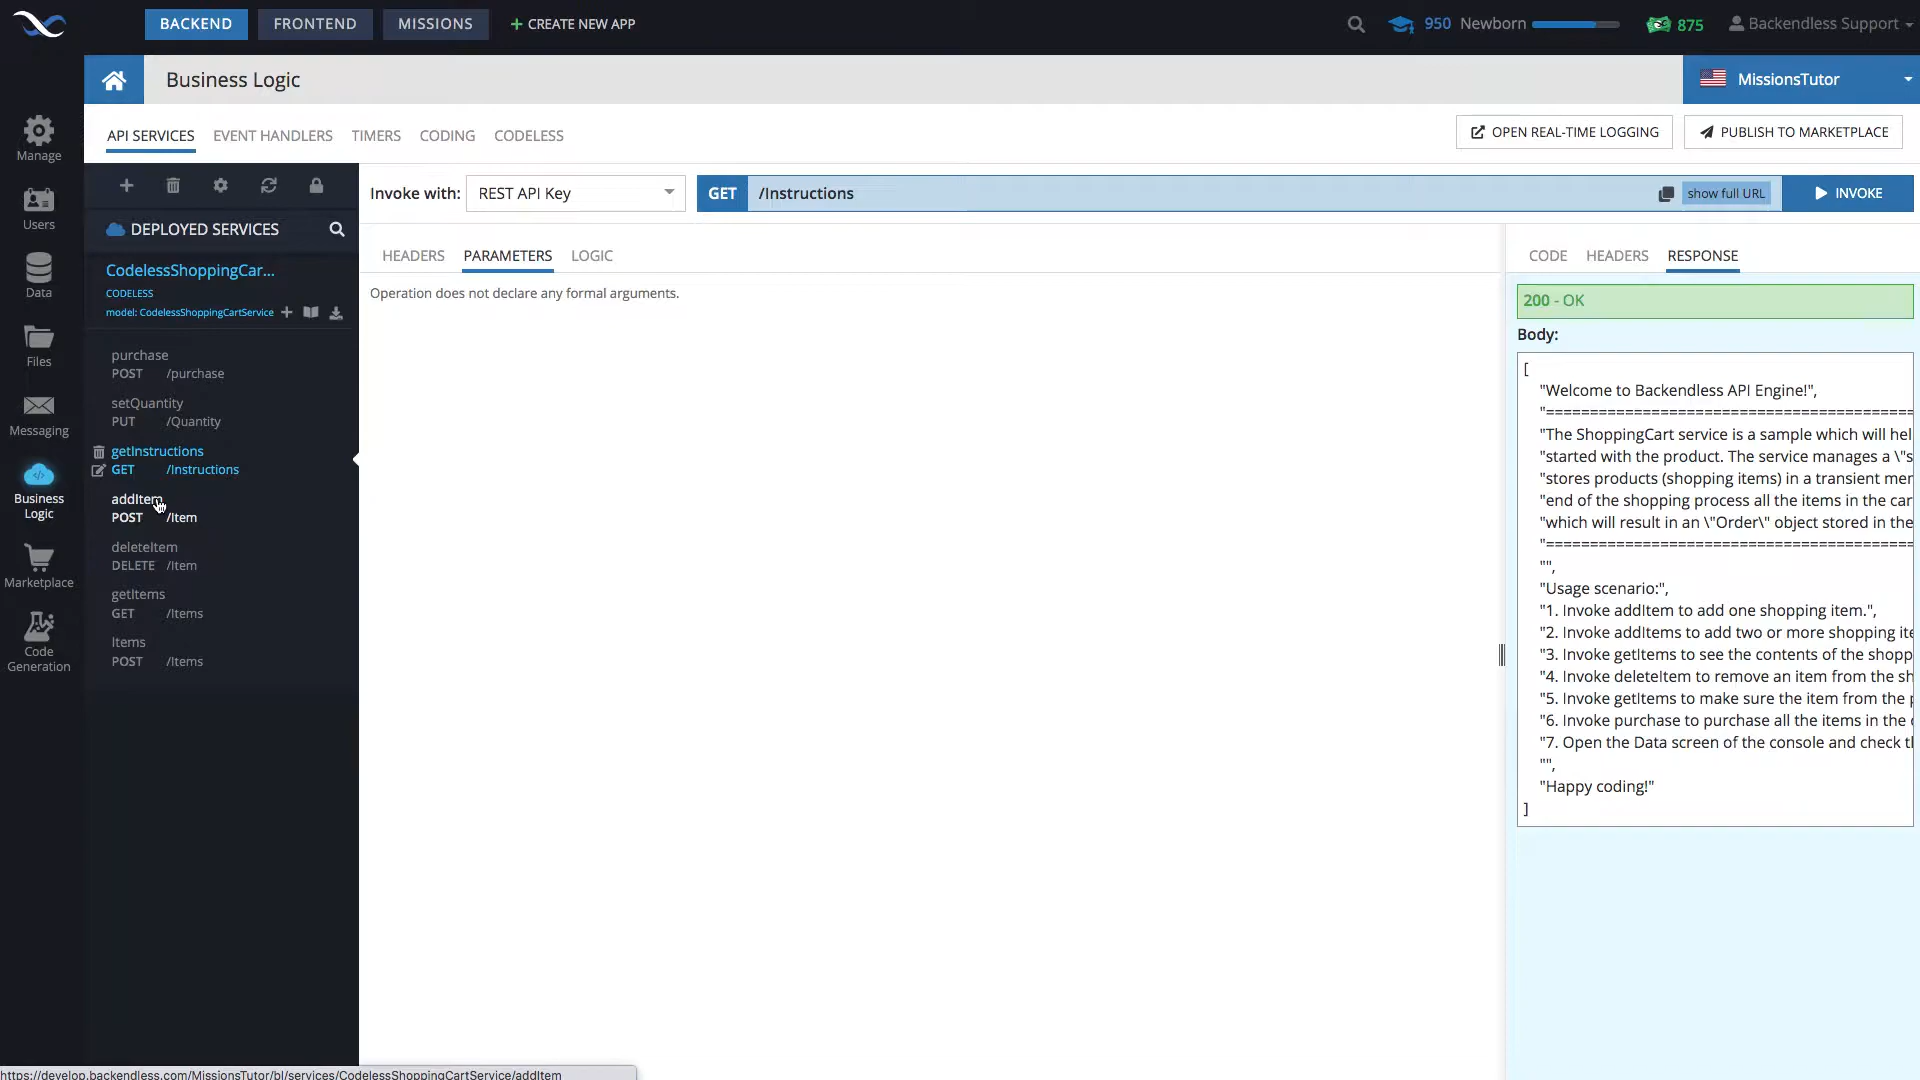 BACKEND FRONTEND MISSIONS + CREATE NEW APP 950 Newborn 875 Backendless Support
Business Logic MissionsTutor
API SERVICES EVENT HANDLERS TIMERS CODING CODELESS OPEN REAL-TIME LOGGING PUBLISH TO MARKETPLACE
Manage
Users
Data
Files
Messaging
Business
Logic
Marketplace
Code
Generation
DEPLOYED SERVICES
CodelessShoppingCar...
CODELESS
model: CodelessShoppingCartService
purchase
POST /purchase
setQuantity
PUT /Quantity
getInstructions
GET /Instructions
addItem
POST /Item
deleteItem
DELETE /Item
getItems
GET /Items
Items
POST /Items
Invoke with: REST API Key GET /Instructions show full URL INVOKE
HEADERS PARAMETERS LOGIC
Operation does not declare any formal arguments.
CODE HEADERS RESPONSE
200 - OK
Body:
[
"Welcome to Backendless API Engine!",
"==========================================
"The ShoppingCart service is a sample which will hel
"started with the product. The service manages a \"s
"stores products (shopping items) in a transient mer
"end of the shopping process all the items in the car
"which will result in an \"Order\" object stored in the
"==========================================
"",
"Usage scenario:",
"1. Invoke addItem to add one shopping item.",
"2. Invoke addItems to add two or more shopping ite
"3. Invoke getItems to see the contents of the shopp
"4. Invoke deleteItem to remove an item from the sh
"5. Invoke getItems to make sure the item from the p
"6. Invoke purchase to purchase all the items in the c
"7. Open the Data screen of the console and check th
"",
"Happy coding!"
]
https://develop.backendless.com/MissionsTutor/bl/services/CodelessShoppingCartService/addItem